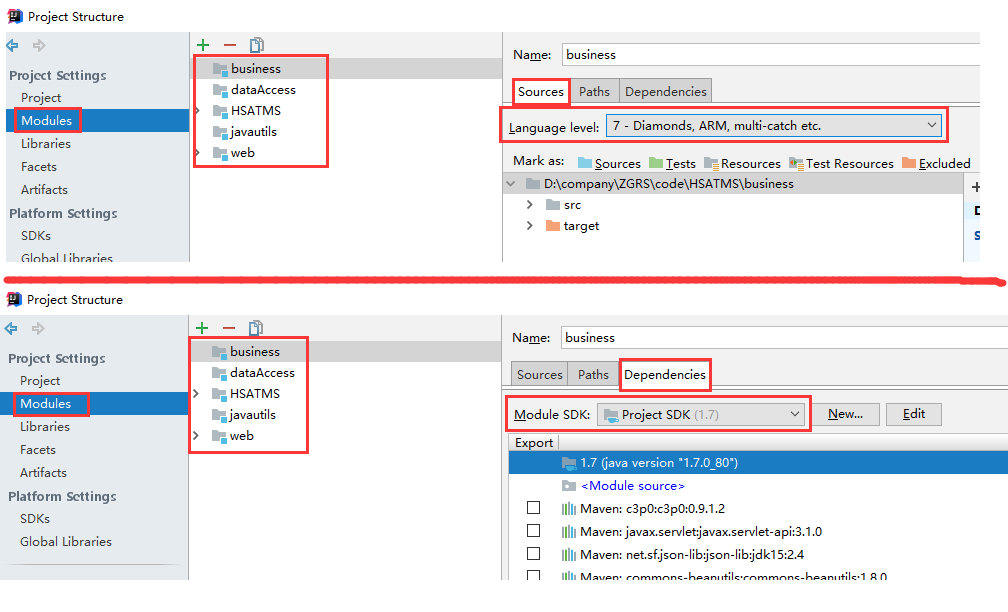 Project Structure
Project Settings
Project
Modules
Libraries
Facets
Artifacts
Platform Settings
SDKs
Global Libraries
business
dataAccess
HSATMS
javautils
web
Name: business
Sources Paths Dependencies
Language level: 7 - Diamonds, ARM, multi-catch etc.
Mark as: Sources Tests Resources Test Resources Excluded
D:\company\ZGRS\code\HSATMS\business
src
target
Project Structure
Project Settings
Project
Modules
Libraries
Facets
Artifacts
Platform Settings
SDKs
Global Libraries
business
dataAccess
HSATMS
javautils
web
Name: business
Sources Paths Dependencies
Module SDK: Project SDK (1.7) New... Edit
Export
1.7 (java version "1.7.0_80")
<Module source>
Maven: c3p0:c3p0:0.9.1.2
Maven: javax.servlet:javax.servlet-api:3.1.0
Maven: net.sf.json-lib:json-lib:jdk15:2.4
Maven: commons-beanutils:commons-beanutils:1.8.0